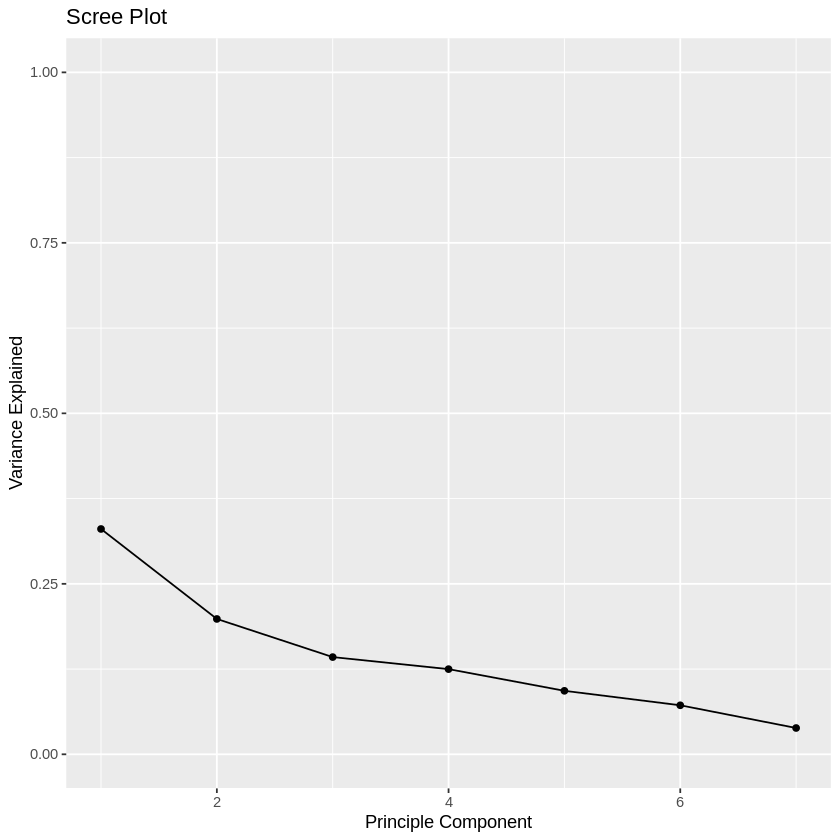 Scree Plot
1.00
0.75
0.50
0.25
0.00
Variance Explained
2 4 6
Principle Component